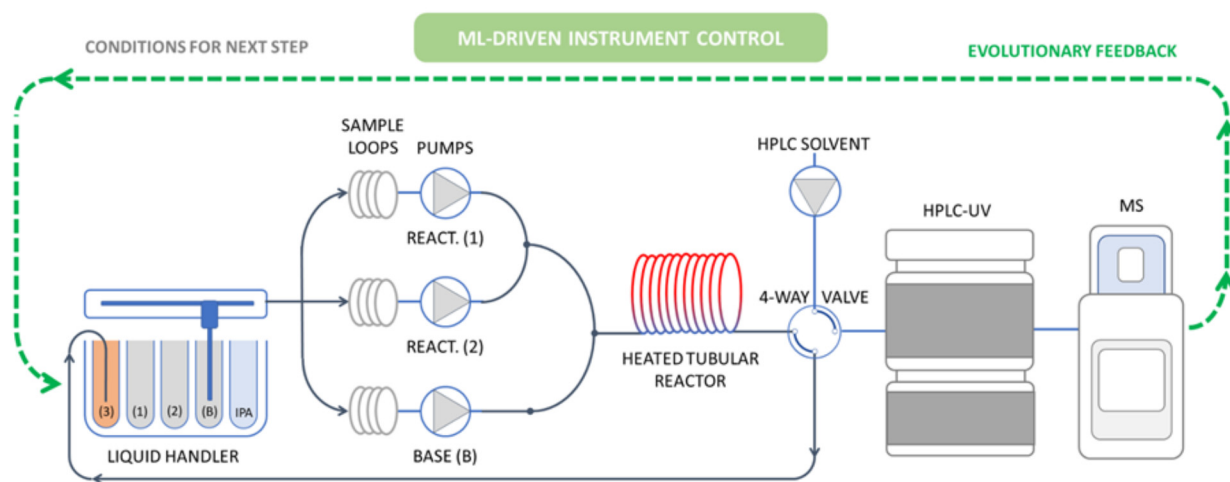 ML-DRIVEN INSTRUMENT CONTROL
CONDITIONS FOR NEXT STEP
EVOLUTIONARY FEEDBACK
SAMPLE
LOOPS
PUMPS
REACT. (1)
REACT. (2)
BASE (B)
(3)
(1)
(2)
(B)
IPA
LIQUID HANDLER
HEATED TUBULAR
REACTOR
HPLC SOLVENT
4-WAY VALVE
HPLC-UV
MS